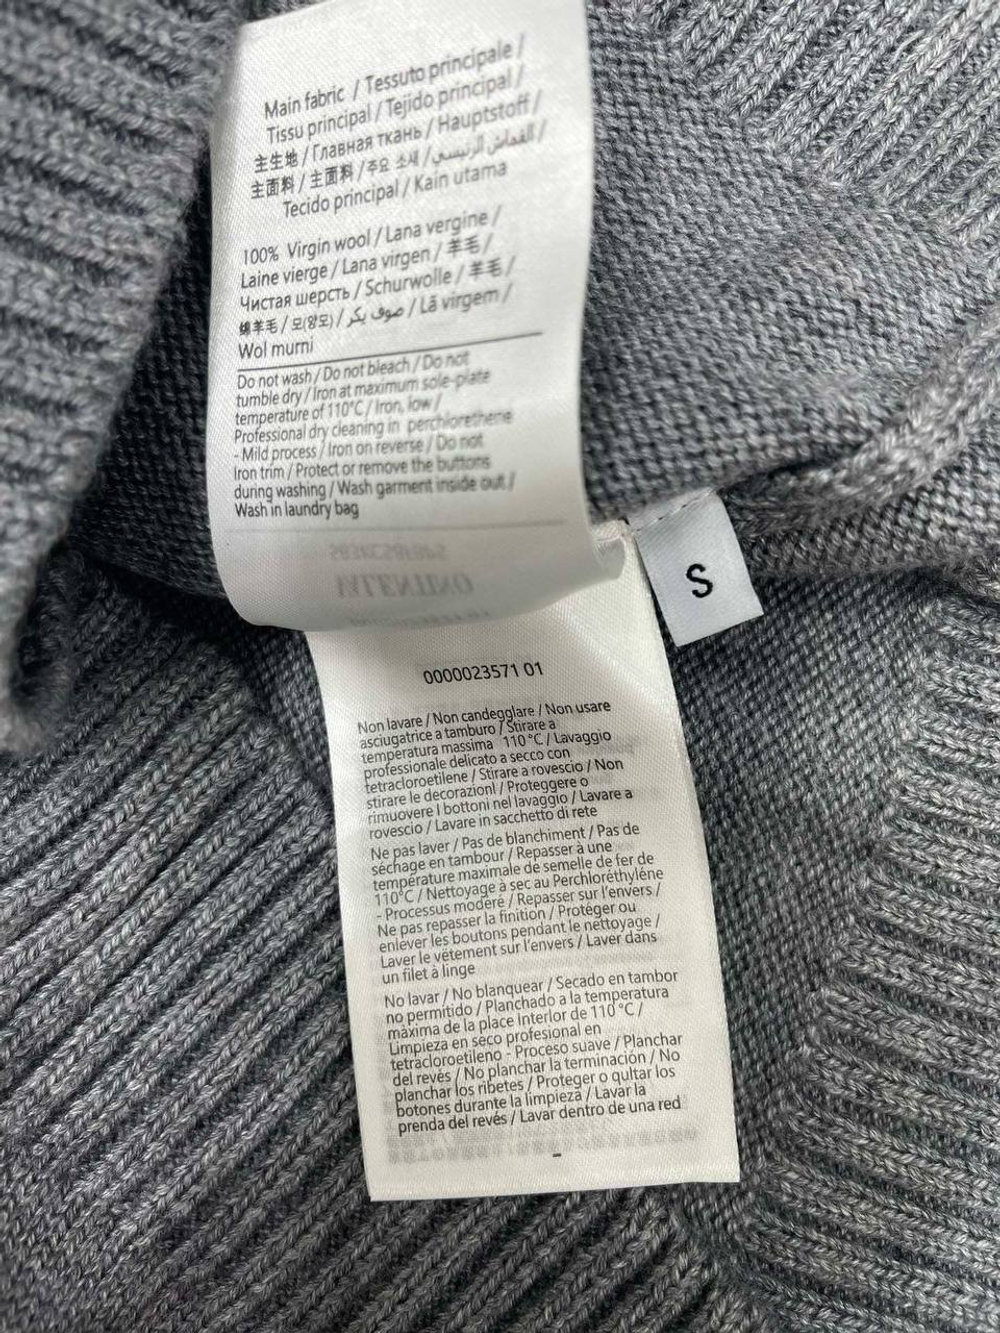 Main fabric / Tessuto principale /
Tissu principal / Tejido principal /
主生地 / Главная ткань / Hauptstoff /
主面料 / 主面料 / 주요 소재 / القماش الرئيسي /
Tecido principal / Kain utama
100% Virgin wool / Lana vergine /
Laine vierge / Lana virgen / 羊毛 /
Чистая шерсть / Schurwolle / 羊毛 /
绵羊毛 / 모(양모) / صوف بكر / Lã virgem /
Wol murni
Do not wash / Do not bleach / Do not
tumble dry / Iron at maximum sole-plate
temperature of 110°C / Iron, low /
Professional dry cleaning in perchlorethene
- Mild process / Iron on reverse / Do not
Iron trim / Protect or remove the buttons
during washing / Wash garment inside out /
Wash in laundry bag
VALENTINO
S
0000023571 01
Non lavare / Non candegglare / Non usare
asciugatrice a tamburo / Stirare a
temperatura massima 110°C / Lavaggio
professionale delicato a secco con
tetracloroetilene / Stirare a rovescio / Non
stirare le decorazionl / Proteggere o
rimuovere l bottoni nel lavaggio / Lavare a
rovescio / Lavare in sacchetto di rete
Ne pas laver / Pas de blanchiment / Pas de
séchage en tambour / Repasser à une
température maximale de semelle de fer de
110°C / Nettoyage à sec au Perchloréthylène
- Processus modéré / Repasser sur l'envers /
Ne pas repasser la finition / Protéger ou
enlever les boutons pendant le nettoyage /
Laver le vêtement sur l'envers / Laver dans
un filet à linge
No lavar / No blanquear / Secado en tambor
no permitido / Planchado a la temperatura
màxima de la place Interlor de 110°C /
Limpieza en seco profesional en
tetracloroetileno - Proceso suave / Planchar
del revés / No planchar la terminación / No
planchar los ribetes / Proteger o qultar los
botones durante la limpieza / Lavar la
prenda del revés / Lavar dentro de una red